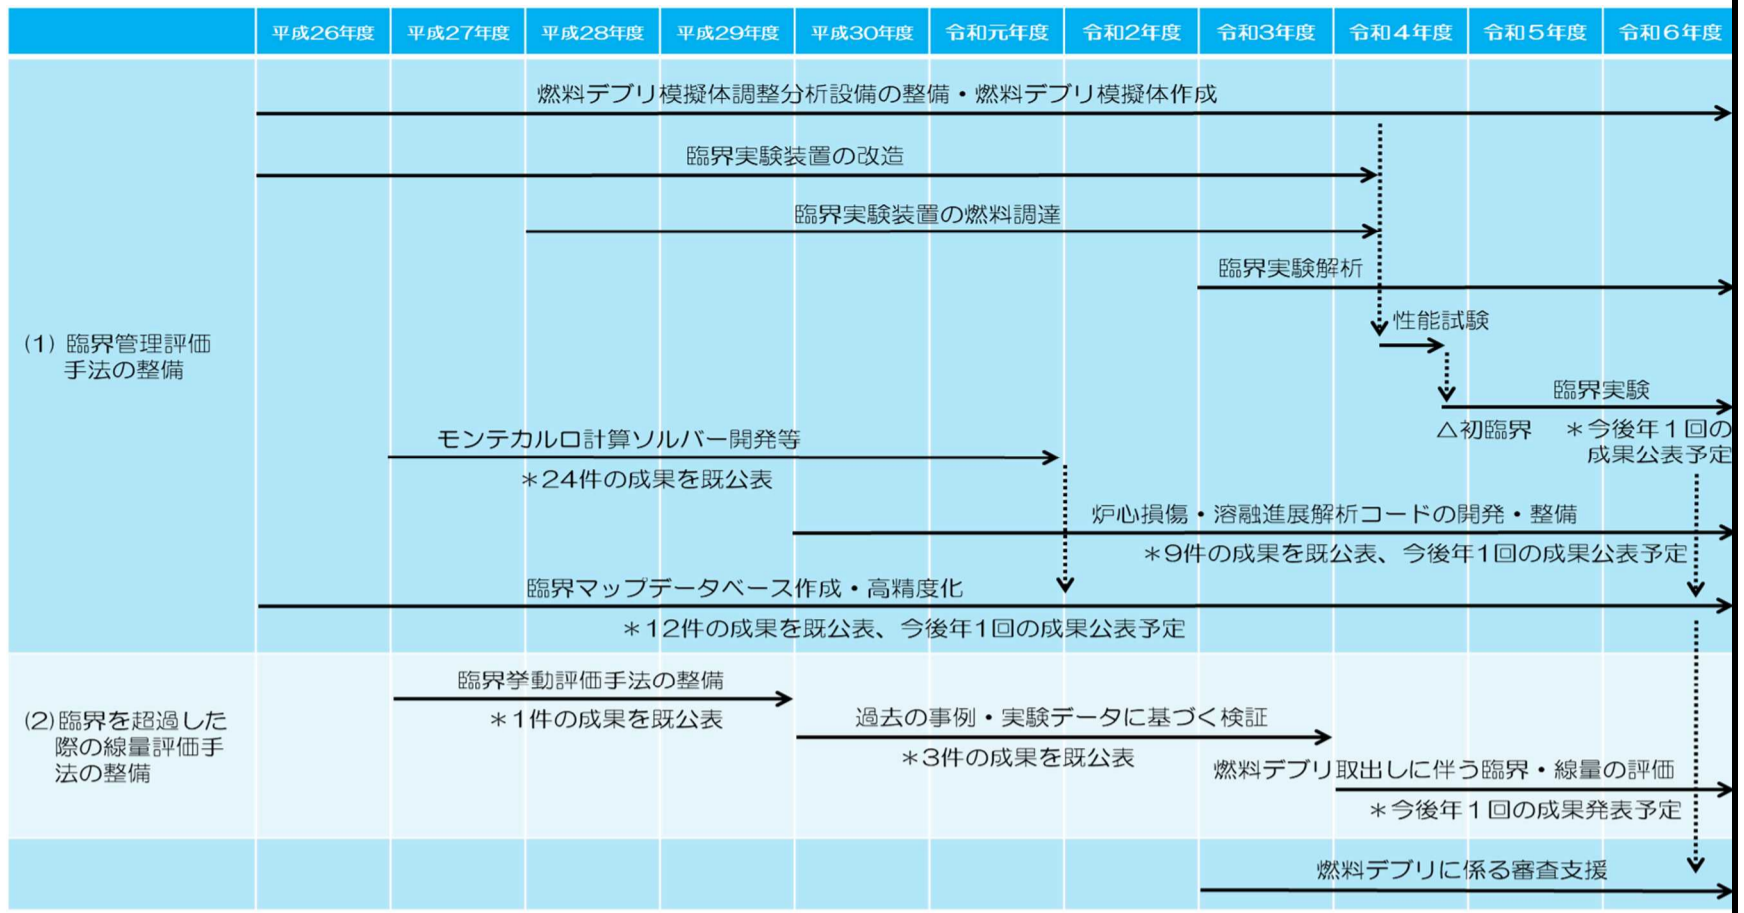 平成26年度 平成27年度 平成28年度 平成29年度 平成30年度 令和元年度 令和2年度 令和3年度 令和4年度 令和5年度 令和6年度
燃料デブリ模擬体調整分析設備の整備・燃料デブリ模擬体作成
臨界実験装置の改造
臨界実験装置の燃料調達
臨界実験解析
性能試験
(1) 臨界管理評価
手法の整備
臨界実験
△初臨界 ＊今後年1回の
成果公表予定
モンテカルロ計算ソルバー開発等
＊24件の成果を既公表
炉心損傷・溶融進展解析コードの開発・整備
＊9件の成果を既公表、今後年1回の成果公表予定
臨界マップデータベース作成・高精度化
＊12件の成果を既公表、今後年1回の成果公表予定
(2)臨界を超過した
際の線量評価手
法の整備
臨界挙動評価手法の整備
＊1件の成果を既公表
過去の事例・実験データに基づく検証
＊3件の成果を既公表
燃料デブリ取出しに伴う臨界・線量の評価
＊今後年1回の成果発表予定
燃料デブリに係る審査支援